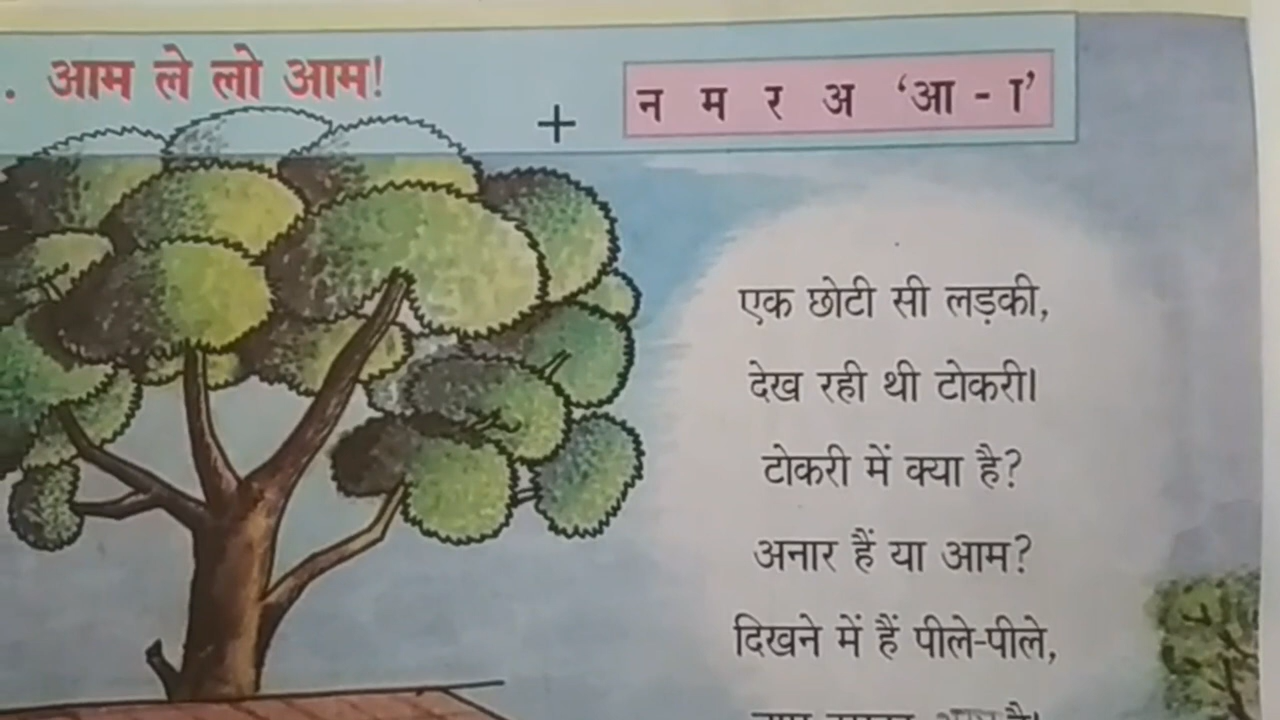 . आम ले लो आम!
+ न म र अ ‘आ - ा’
एक छोटी सी लड़की,
देख रही थी टोकरी।
टोकरी में क्या है?
अनार हैं या आम?
दिखने में हैं पीले-पीले,